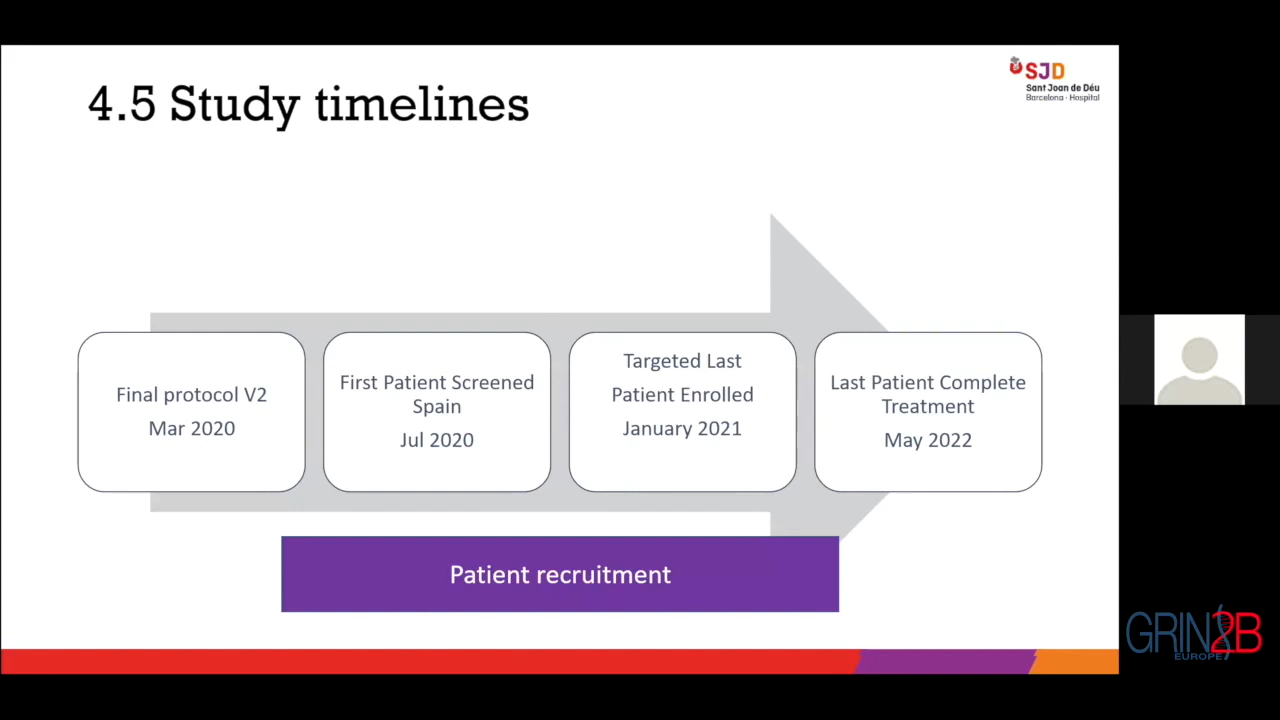 4.5 Study timelines
SJD
Sant Joan de Déu
Barcelona · Hospital
Final protocol V2
Mar 2020
First Patient Screened
Spain
Jul 2020
Targeted Last
Patient Enrolled
January 2021
Last Patient Complete
Treatment
May 2022
Patient recruitment
GRIN2B
EUROPE